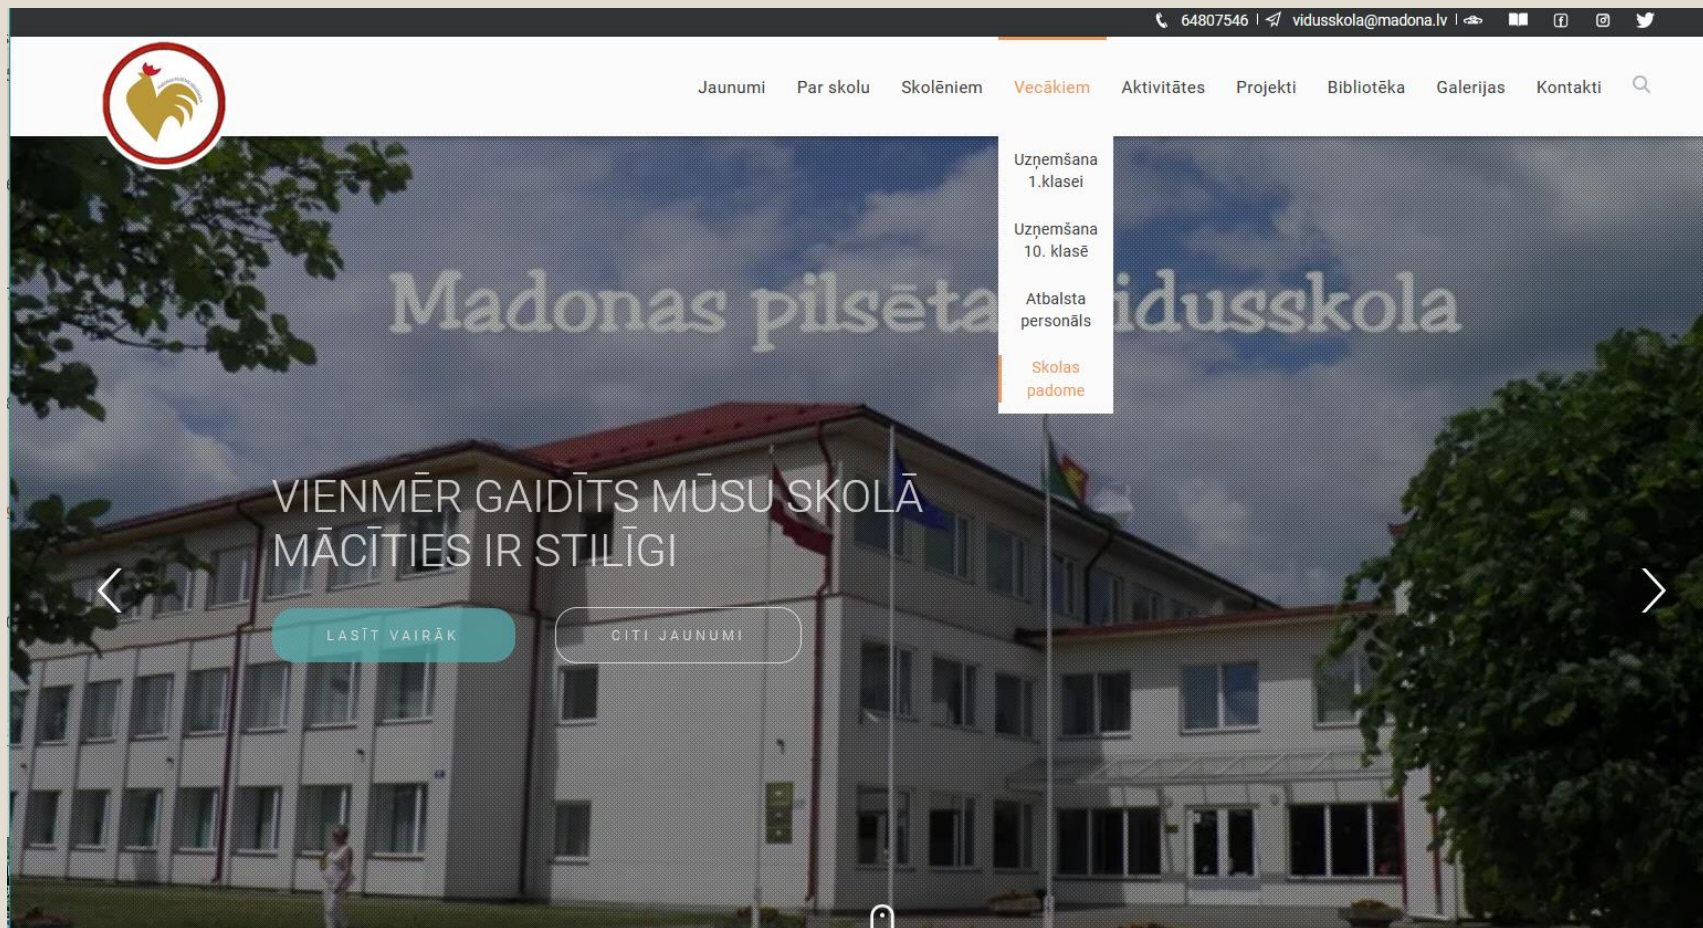 64807546 | vidusskola@madona.lv |
Jaunumi Par skolu Skolēniem Vecākiem Aktivitātes Projekti Bibliotēka Galerijas Kontakti
Uzņemšana
1.klasei
Uzņemšana
10. klasē
Atbalsta
personāls
Skolas
padome
Madonas pilsēta idusskola
VIENMĒR GAIDĪTS MŪSU SKOLĀ
MĀCĪTIES IR STILĪGI
LASĪT VAIRĀK CITI JAUNUMI